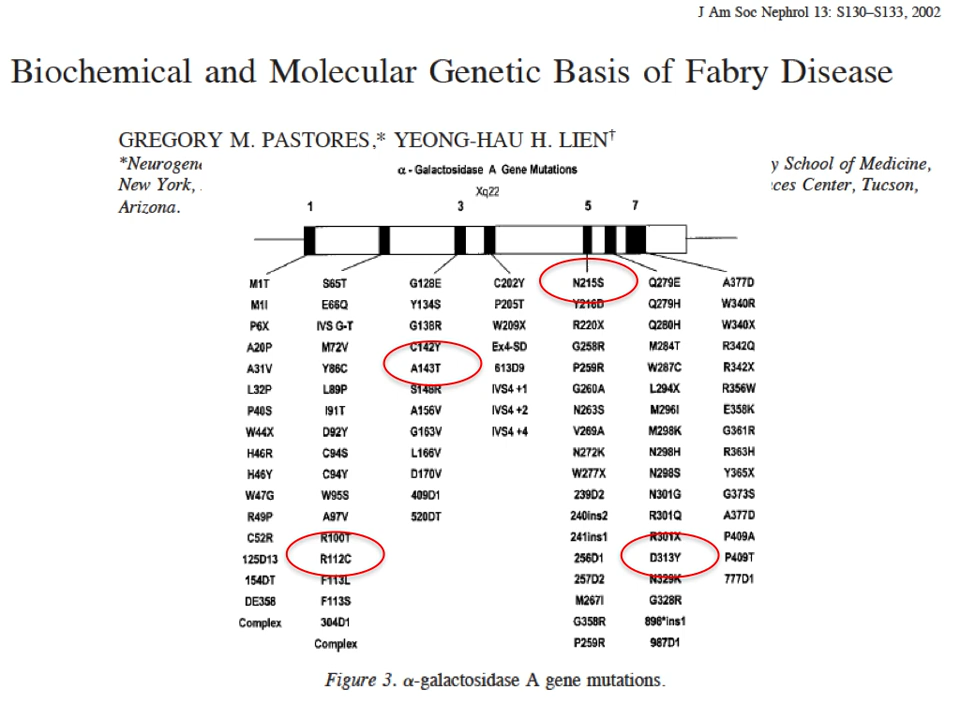 J Am Soc Nephrol 13: S130–S133, 2002
Biochemical and Molecular Genetic Basis of Fabry Disease
GREGORY M. PASTORES,* YEONG-HAU H. LIEN†
*Neurogene y School of Medicine,
New York, ces Center, Tucson,
Arizona.
α - Galactosidase A Gene Mutations
Xq22
1 3 5 7
M1T S65T G128E C202Y N215S Q279E A377D
M1I E66Q Y134S P205T Y216D Q279H W340R
P6X IVS G-T G138R W209X R220X Q280H W340X
A20P M72V C142Y Ex4-SD G258R M284T R342Q
A31V Y86C A143T 613D9 P259R W287C R342X
L32P L89P S148R IVS4 +1 G260A L294X R356W
P40S I91T A156V IVS4 +2 N263S M296I E358K
W44X D92Y G163V IVS4 +4 V269A M298K G361R
H46R C94S L166V N272K N298H R363H
H46Y C94Y D170V W277X N298S Y365X
W47G W95S 409D1 239D2 N301G G373S
R49P A97V 520DT 240ins2 R301Q A377D
C52R R100T 241ins1 R301X P409A
125D13 R112C 256D1 D313Y P409T
154DT F113L 257D2 N329K 777D1
DE358 F113S M267I G328R
Complex 304D1 G358R 898*ins1
Complex P259R 987D1
Figure 3. α-galactosidase A gene mutations.